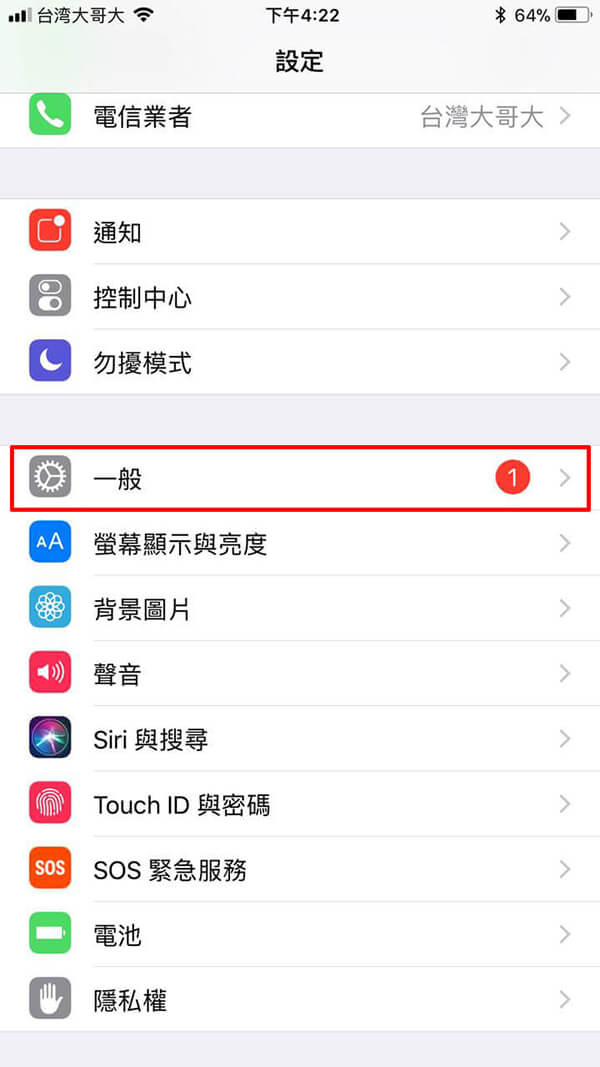 台湾大哥大 下午4:22 64%
設定
電信業者 台灣大哥大
通知
控制中心
勿擾模式
一般 1
AA 螢幕顯示與亮度
背景圖片
聲音
Siri 與搜尋
Touch ID 與密碼
SOS SOS 緊急服務
電池
隱私權